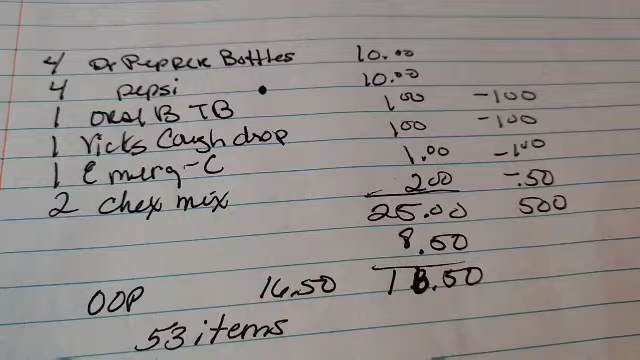 4 Dr Pepper Bottles 10.00
4 Pepsi 10.00
1 Oral B TB 1.00 -1.00
1 Vicks Cough drop 1.00 -1.00
1 Emerg-C 1.00 -1.00
2 Chex mix 2.00 -.50
25.00 5.00
8.50
16.50
OOP 16.50
53 items